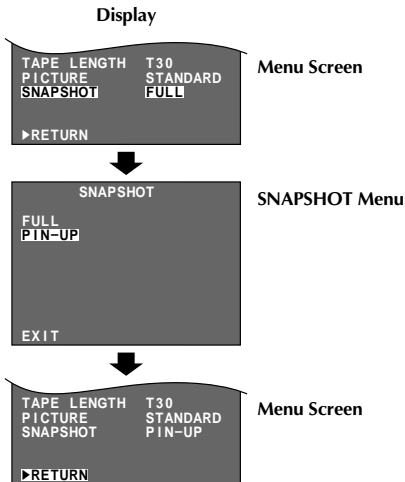 Display
TAPE LENGTH T30
PICTURE STANDARD
SNAPSHOT FULL
▶RETURN
Menu Screen
SNAPSHOT
FULL
PIN-UP
EXIT
SNAPSHOT Menu
TAPE LENGTH T30
PICTURE STANDARD
SNAPSHOT PIN-UP
▶RETURN
Menu Screen